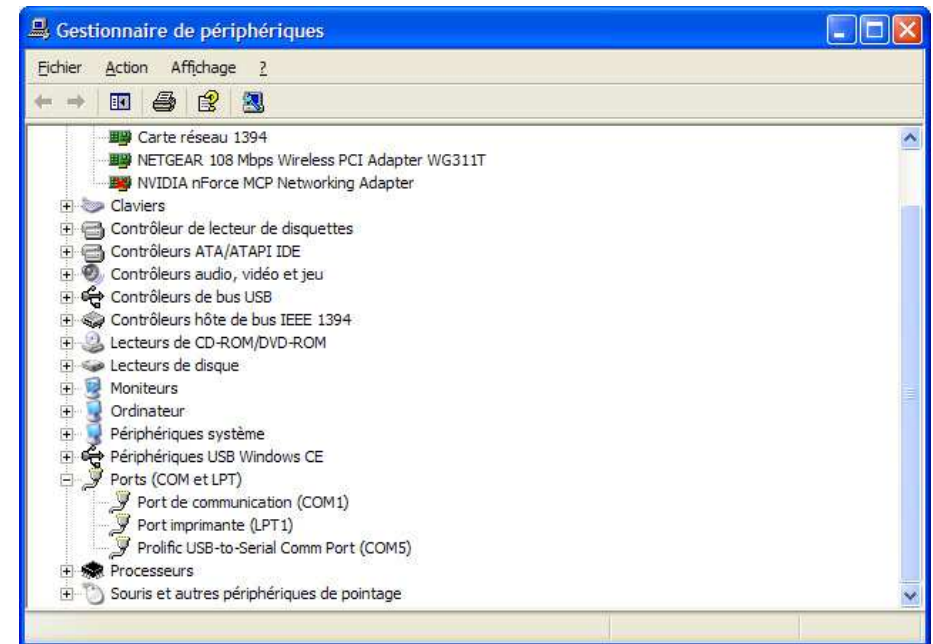 Gestionnaire de périphériques
Fichier Action Affichage ?
Carte réseau 1394
NETGEAR 108 Mbps Wireless PCI Adapter WG311T
NVIDIA nForce MCP Networking Adapter
Claviers
Contrôleur de lecteur de disquettes
Contrôleurs ATA/ATAPI IDE
Contrôleurs audio, vidéo et jeu
Contrôleurs de bus USB
Contrôleurs hôte de bus IEEE 1394
Lecteurs de CD-ROM/DVD-ROM
Lecteurs de disque
Moniteurs
Ordinateur
Périphériques système
Périphériques USB Windows CE
Ports (COM et LPT)
Port de communication (COM1)
Port imprimante (LPT1)
Prolific USB-to-Serial Comm Port (COM5)
Processeurs
Souris et autres périphériques de pointage